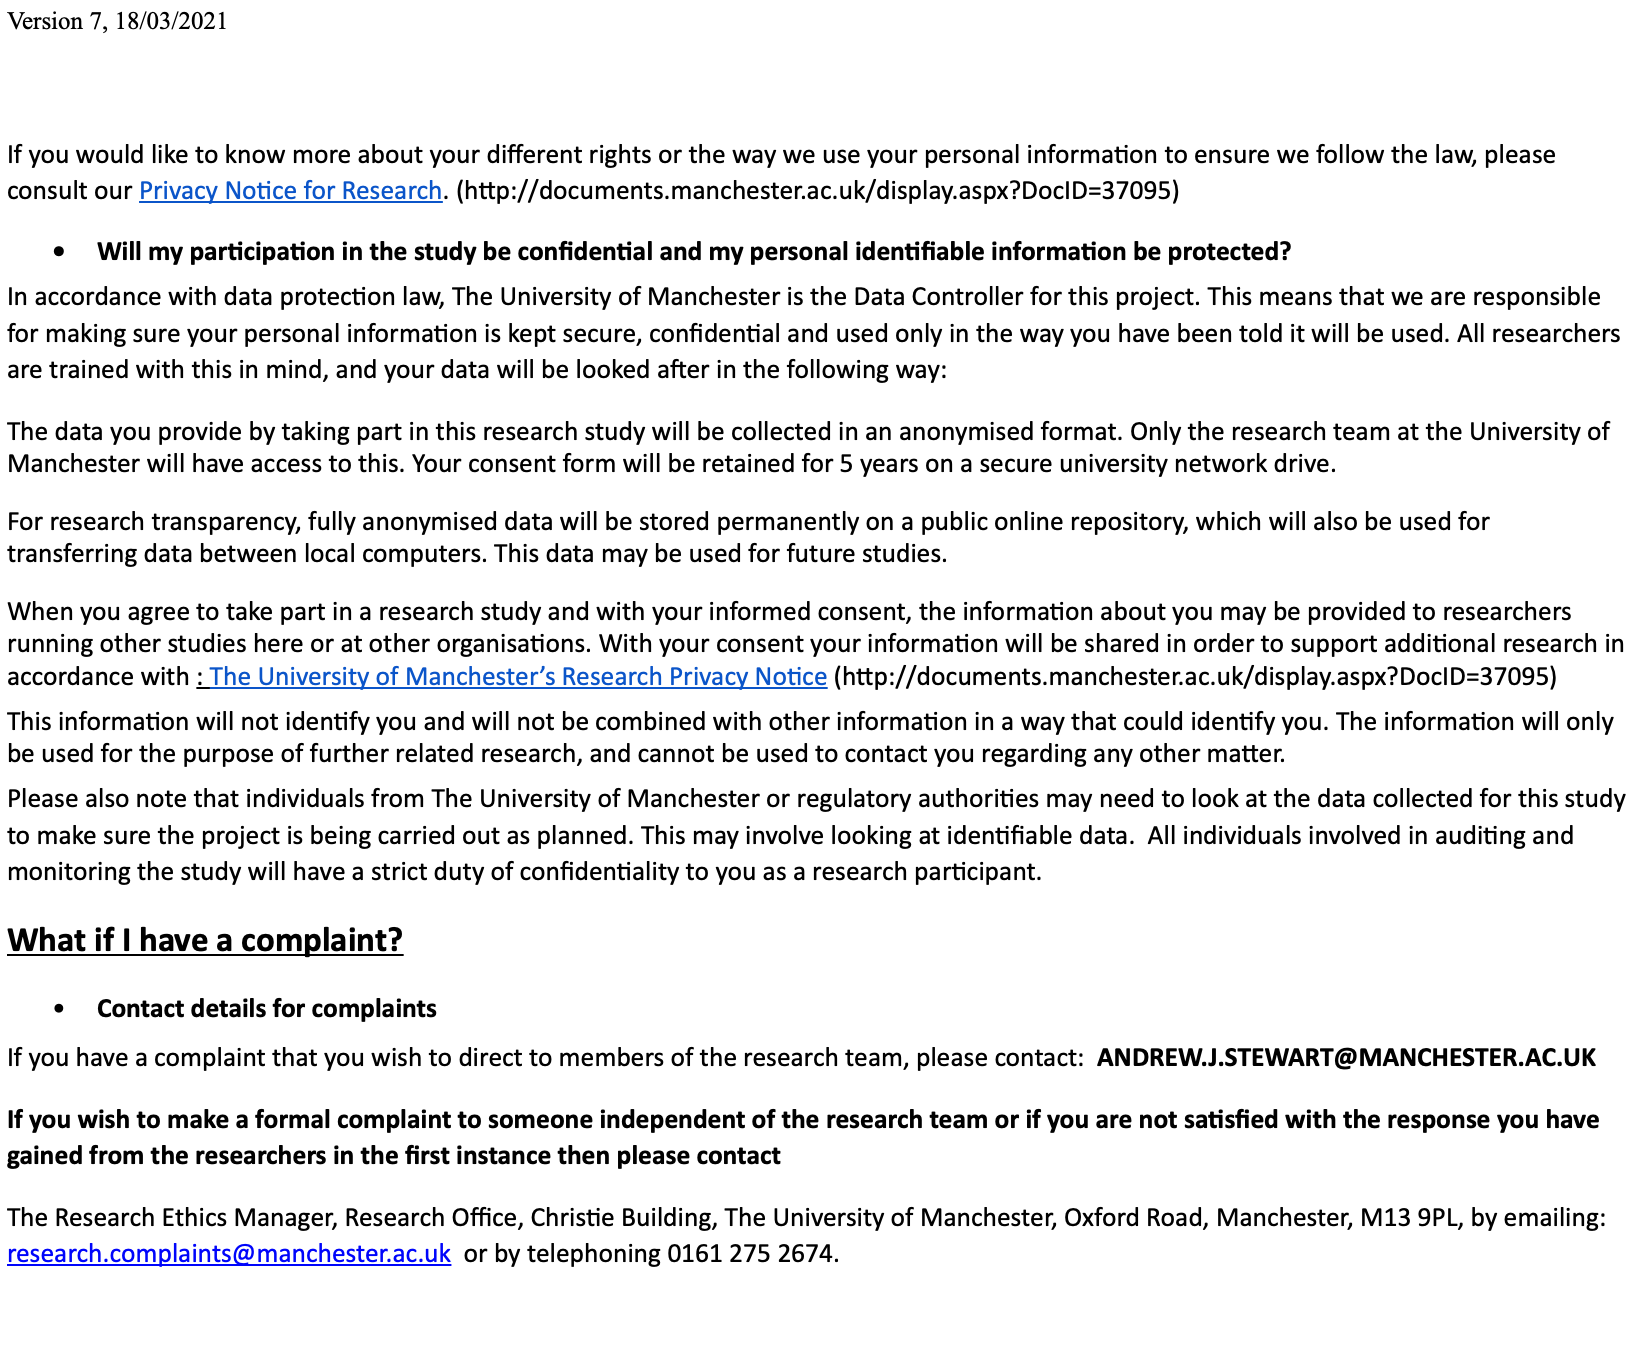 Version 7, 18/03/2021
If you would like to know more about your different rights or the way we use your personal information to ensure we follow the law, please
consult our Privacy Notice for Research. (http://documents.manchester.ac.uk/display.aspx?DocID=37095)
• Will my participation in the study be confidential and my personal identifiable information be protected?
In accordance with data protection law, The University of Manchester is the Data Controller for this project. This means that we are responsible
for making sure your personal information is kept secure, confidential and used only in the way you have been told it will be used. All researchers
are trained with this in mind, and your data will be looked after in the following way:
The data you provide by taking part in this research study will be collected in an anonymised format. Only the research team at the University of
Manchester will have access to this. Your consent form will be retained for 5 years on a secure university network drive.
For research transparency, fully anonymised data will be stored permanently on a public online repository, which will also be used for
transferring data between local computers. This data may be used for future studies.
When you agree to take part in a research study and with your informed consent, the information about you may be provided to researchers
running other studies here or at other organisations. With your consent your information will be shared in order to support additional research in
accordance with : The University of Manchester’s Research Privacy Notice (http://documents.manchester.ac.uk/display.aspx?DocID=37095)
This information will not identify you and will not be combined with other information in a way that could identify you. The information will only
be used for the purpose of further related research, and cannot be used to contact you regarding any other matter.
Please also note that individuals from The University of Manchester or regulatory authorities may need to look at the data collected for this study
to make sure the project is being carried out as planned. This may involve looking at identifiable data.  All individuals involved in auditing and
monitoring the study will have a strict duty of confidentiality to you as a research participant.
What if I have a complaint?
• Contact details for complaints
If you have a complaint that you wish to direct to members of the research team, please contact:  ANDREW.J.STEWART@MANCHESTER.AC.UK
If you wish to make a formal complaint to someone independent of the research team or if you are not satisfied with the response you have
gained from the researchers in the first instance then please contact
The Research Ethics Manager, Research Office, Christie Building, The University of Manchester, Oxford Road, Manchester, M13 9PL, by emailing:
research.complaints@manchester.ac.uk  or by telephoning 0161 275 2674.